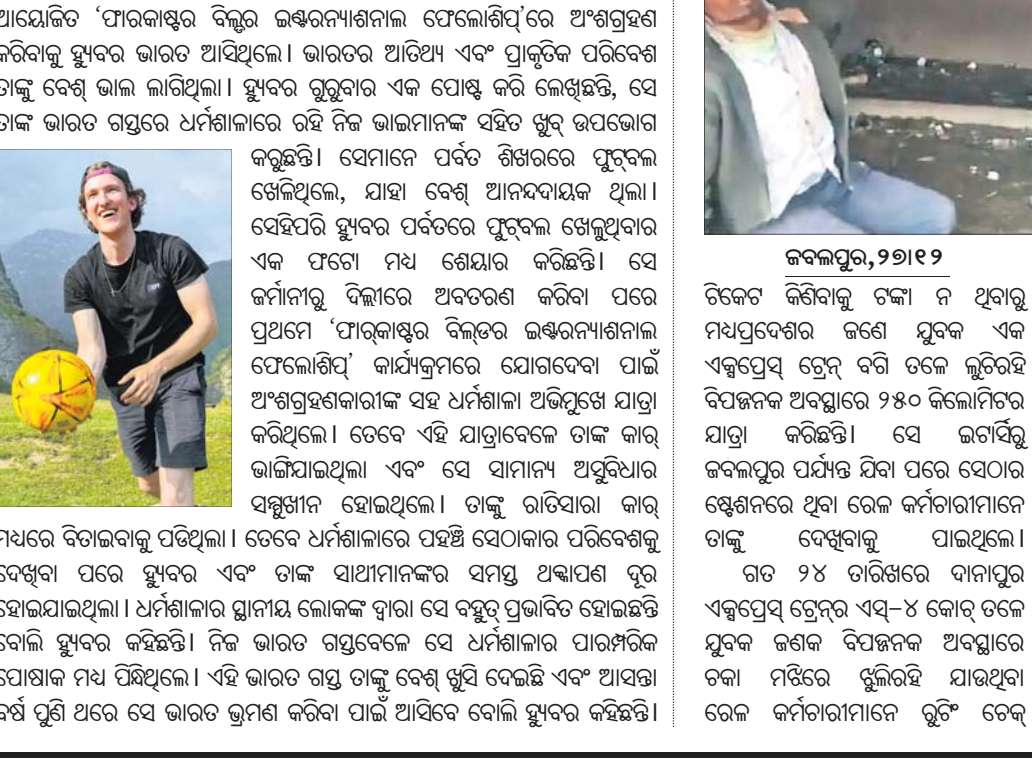 ଆୟୋଜିତ ‘ଫାରକାଷ୍ଟର ବିଲ୍ଡର ଇଣ୍ଟରନ୍ୟାଶନାଲ ଫେଲୋଶିପ୍’ରେ ଅଂଶଗ୍ରହଣ
କରିବାକୁ ହ୍ୟୁବର ଭାରତ ଆସିଥିଲେ। ଭାରତର ଆତିଥ୍ୟ ଏବଂ ପ୍ରାକୃତିକ ପରିବେଶ
ତାଙ୍କୁ ବେଶ୍ ଭାଲ ଲାଗିଥିଲା। ହ୍ୟୁବର ଗୁରୁବାର ଏକ ପୋଷ୍ଟ କରି ଲେଖିଛନ୍ତି, ସେ
ତାଙ୍କ ଭାରତ ଗସ୍ତରେ ଧର୍ମଶାଳାରେ ରହି ନିଜ ଭାଇମାନଙ୍କ ସହିତ ଖୁବ୍ ଉପଭୋଗ
କରୁଛନ୍ତି। ସେମାନେ ପର୍ବତ ଶିଖରରେ ଫୁଟ୍‌ବଲ
ଖେଳିଥିଲେ, ଯାହା ବେଶ୍ ଆନନ୍ଦଦାୟକ ଥିଲା।
ସେହିପରି ହ୍ୟୁବର ପର୍ବତରେ ଫୁଟ୍‌ବଲ ଖେଳୁଥିବାର
ଏକ ଫଟୋ ମଧ୍ୟ ଶେୟାର କରିଛନ୍ତି। ସେ
ଜର୍ମାନୀରୁ ଦିଲ୍ଲୀରେ ଅବତରଣ କରିବା ପରେ
ପ୍ରଥମେ ‘ଫାର୍‌କାଷ୍ଟର ବିଲ୍‌ଡର ଇଣ୍ଟରନ୍ୟାଶନାଲ
ଫେଲୋଶିପ୍’ କାର୍ଯ୍ୟକ୍ରମରେ ଯୋଗଦେବା ପାଇଁ
ଅଂଶଗ୍ରହଣକାରୀଙ୍କ ସହ ଧର୍ମଶାଳା ଅଭିମୁଖେ ଯାତ୍ରା
କରିଥିଲେ। ତେବେ ଏହି ଯାତ୍ରାବେଳେ ତାଙ୍କ କାର୍
ଭାଙ୍ଗିଯାଇଥିଲା ଏବଂ ସେ ସାମାନ୍ୟ ଅସୁବିଧାର
ସମ୍ମୁଖୀନ ହୋଇଥିଲେ। ତାଙ୍କୁ ରାତିସାରା କାର୍
ମଧ୍ୟରେ ବିତାଇବାକୁ ପଡିଥିଲା। ତେବେ ଧର୍ମଶାଳାରେ ପହଞ୍ଚି ସେଠାକାର ପରିବେଶକୁ
ଦେଖିବା ପରେ ହ୍ୟୁବର ଏବଂ ତାଙ୍କ ସାଥୀମାନଙ୍କର ସମସ୍ତ ଥକ୍କାପଣ ଦୂର
ହୋଇଯାଇଥିଲା। ଧର୍ମଶାଳାର ସ୍ଥାନୀୟ ଲୋକଙ୍କ ଦ୍ୱାରା ସେ ବହୁତ୍ ପ୍ରଭାବିତ ହୋଇଛନ୍ତି
ବୋଲି ହ୍ୟୁବର କହିଛନ୍ତି। ନିଜ ଭାରତ ଗସ୍ତବେଳେ ସେ ଧର୍ମଶାଳାର ପାରମ୍ପରିକ
ପୋଷାକ ମଧ୍ୟ ପିନ୍ଧିଥିଲେ। ଏହି ଭାରତ ଗସ୍ତ ତାଙ୍କୁ ବେଶ୍ ଖୁସି ଦେଇଛି ଏବଂ ଆସନ୍ତା
ବର୍ଷ ପୁଣି ଥରେ ସେ ଭାରତ ଭ୍ରମଣ କରିବା ପାଇଁ ଆସିବେ ବୋଲି ହ୍ୟୁବର କହିଛନ୍ତି।
ଜବଲପୁର,୨୭ା୧୨
ଟିକେଟ କିଣିବାକୁ ଟଙ୍କା ନ ଥିବାରୁ
ମଧ୍ୟପ୍ରଦେଶର ଜଣେ ଯୁବକ ଏକ
ଏକ୍ସପ୍ରେସ୍ ଟ୍ରେନ୍ ବଗି ତଳେ ଲୁଚିରହି
ବିପଜ୍ଜନକ ଅବସ୍ଥାରେ ୨୫୦ କିଲୋମିଟର
ଯାତ୍ରା କରିଛନ୍ତି। ସେ ଇଟାର୍ସିରୁ
ଜବଲପୁର ପର୍ଯ୍ୟନ୍ତ ଯିବା ପରେ ସେଠାର
ଷ୍ଟେଶନରେ ଥିବା ରେଳ କର୍ମଚାରୀମାନେ
ତାଙ୍କୁ ଦେଖିବାକୁ ପାଇଥିଲେ।
ଗତ ୨୪ ତାରିଖରେ ଦାନାପୁର
ଏକ୍ସପ୍ରେସ୍ ଟ୍ରେନ୍‌ର ଏସ୍-୪ କୋଚ୍ ତଳେ
ଯୁବକ ଜଣକ ବିପଜ୍ଜନକ ଅବସ୍ଥାରେ
ଚକା ମଝିରେ ଝୁଲିରହି ଯାଉଥିବା
ରେଳ କର୍ମଚାରୀମାନେ ରୁଟିଂ ଚେକ୍